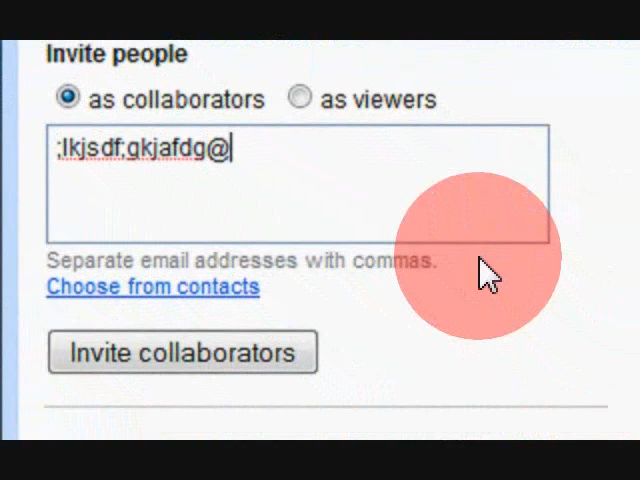 Invite people
as collaborators as viewers
;lkjsdf;gkjafdg@
Separate email addresses with commas.
Choose from contacts
Invite collaborators